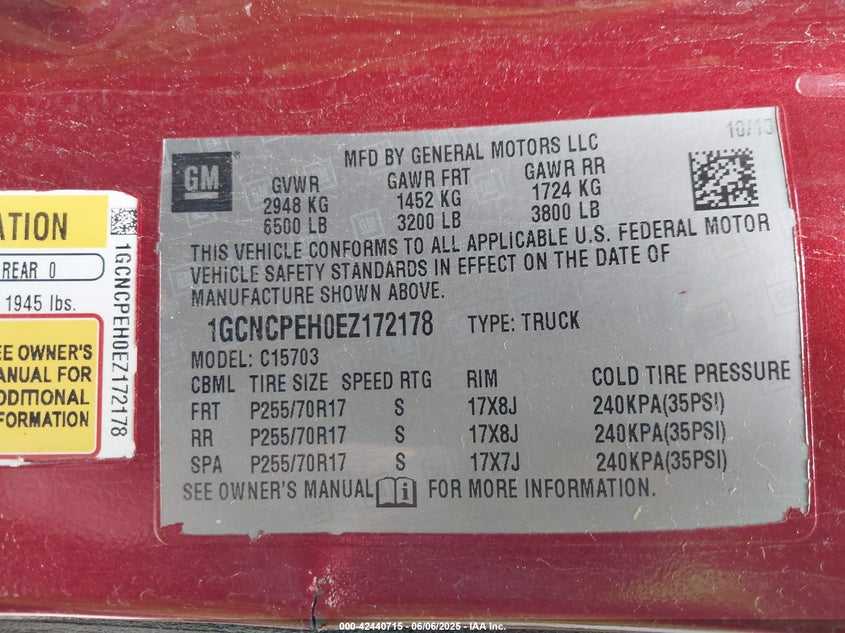 10/13
GM
MFD BY GENERAL MOTORS LLC
GVWR GAWR FRT GAWR RR
2948 KG 1452 KG 1724 KG
6500 LB 3200 LB 3800 LB
THIS VEHICLE CONFORMS TO ALL APPLICABLE U.S. FEDERAL MOTOR
VEHICLE SAFETY STANDARDS IN EFFECT ON THE DATE OF
MANUFACTURE SHOWN ABOVE.
1GCNCPEH0EZ172178 TYPE: TRUCK
MODEL: C15703
CBML TIRE SIZE SPEED RTG RIM COLD TIRE PRESSURE
FRT P255/70R17 S 17X8J 240KPA(35PSI)
RR P255/70R17 S 17X8J 240KPA(35PSI)
SPA P255/70R17 S 17X7J 240KPA(35PSI)
SEE OWNER'S MANUAL FOR MORE INFORMATION.
ATION
REAR 0
1945 lbs.
EE OWNER'S
ANUAL FOR
DDITIONAL
FORMATION
1GCNCPEH0EZ172178
000-42440715 - 06/06/2025 - IAA Inc.